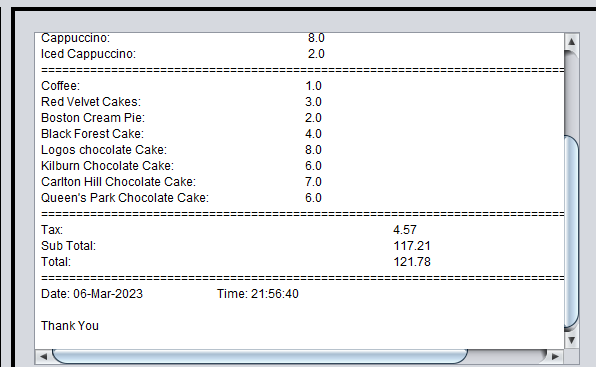 Cappuccino: 8.0
Iced Cappuccino: 2.0
==========================================================================
Coffee: 1.0
Red Velvet Cakes: 3.0
Boston Cream Pie: 2.0
Black Forest Cake: 4.0
Logos chocolate Cake: 8.0
Kilburn Chocolate Cake: 6.0
Carlton Hill Chocolate Cake: 7.0
Queen's Park Chocolate Cake: 6.0
==========================================================================
Tax: 4.57
Sub Total: 117.21
Total: 121.78
==========================================================================
Date: 06-Mar-2023 Time: 21:56:40
Thank You